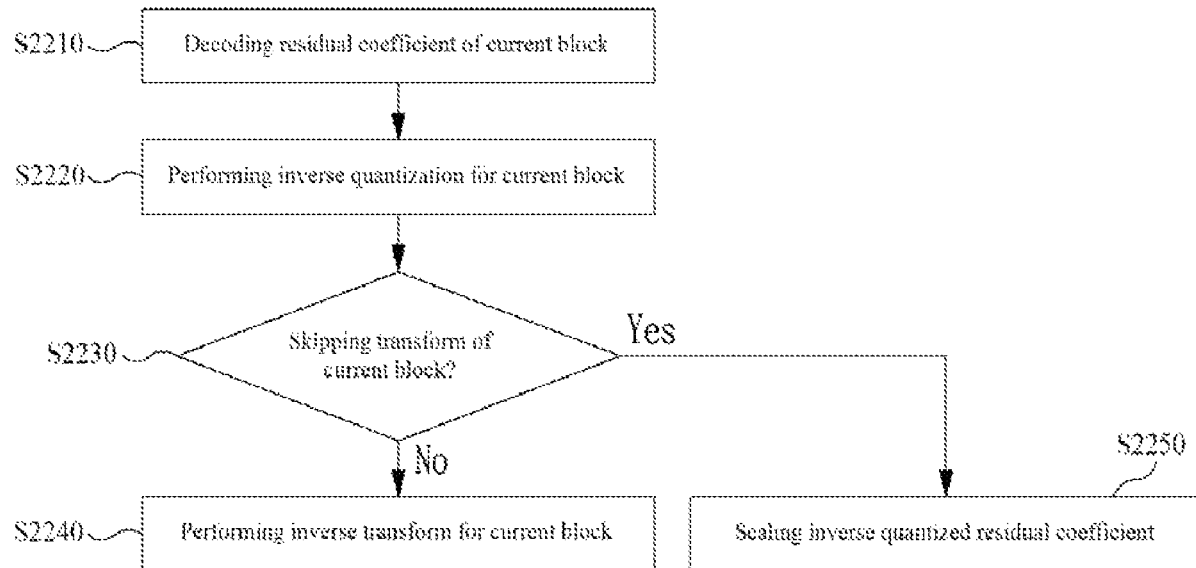 S2210
Decoding residual coefficient of current block
S2220
Performing inverse quantization for current block
S2230
Skipping transform of
current block?
Yes
No
S2240
Performing inverse transform for current block
S2250
Scaling inverse quantized residual coefficient